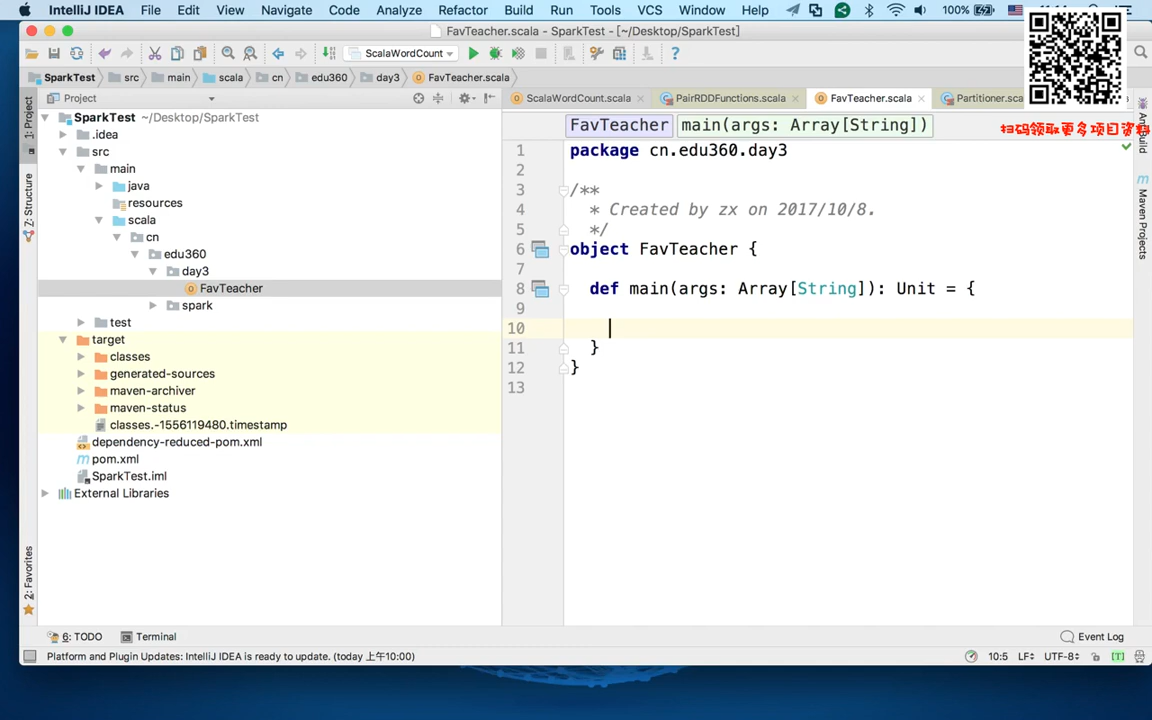 IntelliJ IDEA File Edit View Navigate Code Analyze Refactor Build Run Tools VCS Window Help 100%
FavTeacher.scala - SparkTest - [~/Desktop/SparkTest]
ScalaWordCount
SparkTest src main scala cn edu360 day3 FavTeacher.scala
Project
ScalaWordCount.scala PairRDDFunctions.scala FavTeacher.scala Partitioner.sca
扫码领取更多项目资料
FavTeacher main(args: Array[String])
SparkTest ~/Desktop/SparkTest
.idea
src
main
java
resources
scala
cn
edu360
day3
FavTeacher
spark
test
target
classes
generated-sources
maven-archiver
maven-status
classes.-1556119480.timestamp
dependency-reduced-pom.xml
pom.xml
SparkTest.iml
External Libraries
1 package cn.edu360.day3
2
3 /**
4 * Created by zx on 2017/10/8.
5 */
6 object FavTeacher {
7
8 def main(args: Array[String]): Unit = {
9
10
11 }
12 }
13
1: Project
7: Structure
2: Favorites
Build
Maven Projects
6: TODO Terminal Event Log
Platform and Plugin Updates: IntelliJ IDEA is ready to update. (today 上午10:00) 10:5 LF UTF-8 [T]